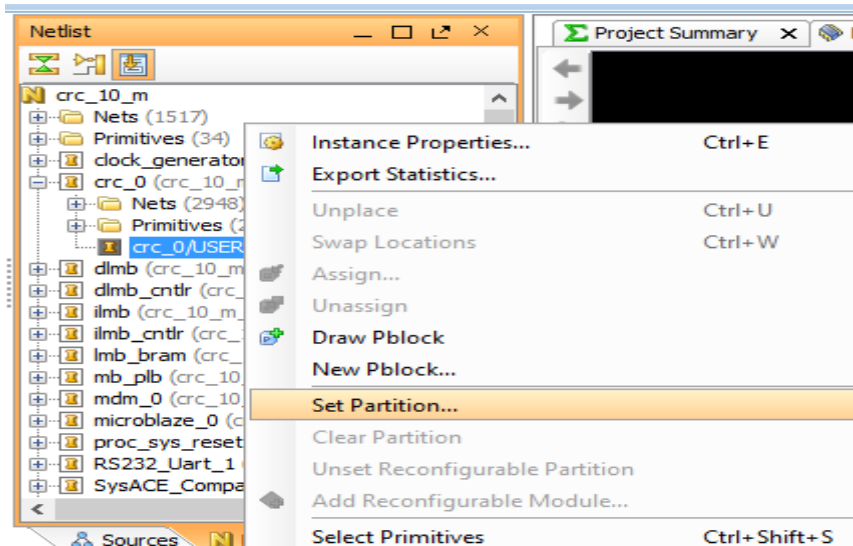 Netlist
Project Summary
crc_10_m
Nets (1517)
Primitives (34)
clock_generator
crc_0 (crc_10_m
Nets (2948)
Primitives (2
crc_0/USER
dlmb (crc_10_m
dlmb_cntlr (crc_
ilmb (crc_10_m_
ilmb_cntlr (crc_
lmb_bram (crc_
mb_plb (crc_10_
mdm_0 (crc_10_
microblaze_0 (c
proc_sys_reset
RS232_Uart_1
SysACE_Compa
Sources
Instance Properties... Ctrl+E
Export Statistics...
Unplace Ctrl+U
Swap Locations Ctrl+W
Assign...
Unassign
Draw Pblock
New Pblock...
Set Partition...
Clear Partition
Unset Reconfigurable Partition
Add Reconfigurable Module...
Select Primitives Ctrl+Shift+S